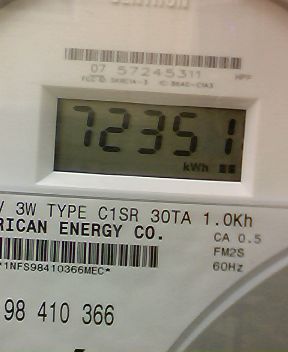 07 57245311
72351
kWh
V 3W TYPE C1SR 30TA 1.0Kh
RICAN ENERGY CO.
CA 0.5
FM2S
60Hz
*1NFS98410366MEC*
98 410 366